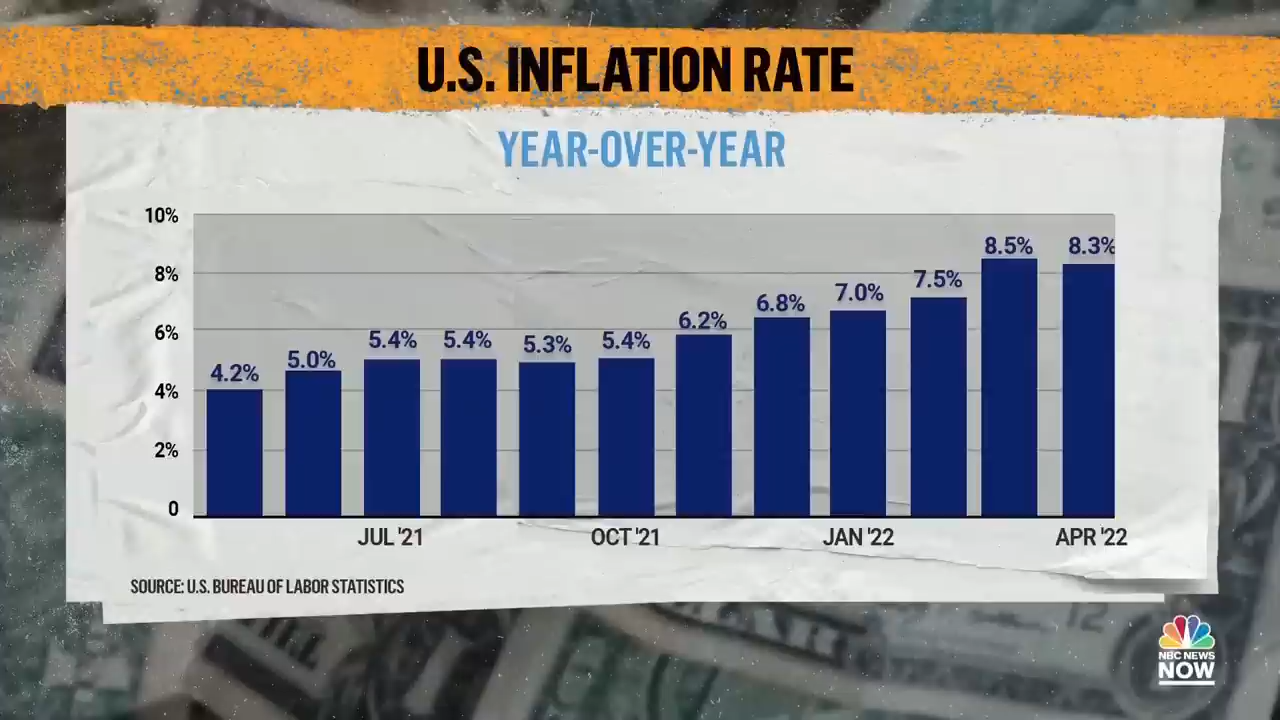 U.S. INFLATION RATE
YEAR-OVER-YEAR
10%
8%
6%
4%
2%
0
4.2%
5.0%
5.4%
5.4%
5.3%
5.4%
6.2%
6.8%
7.0%
7.5%
8.5%
8.3%
JUL '21
OCT '21
JAN '22
APR '22
SOURCE: U.S. BUREAU OF LABOR STATISTICS
12
NBC NEWS
NOW